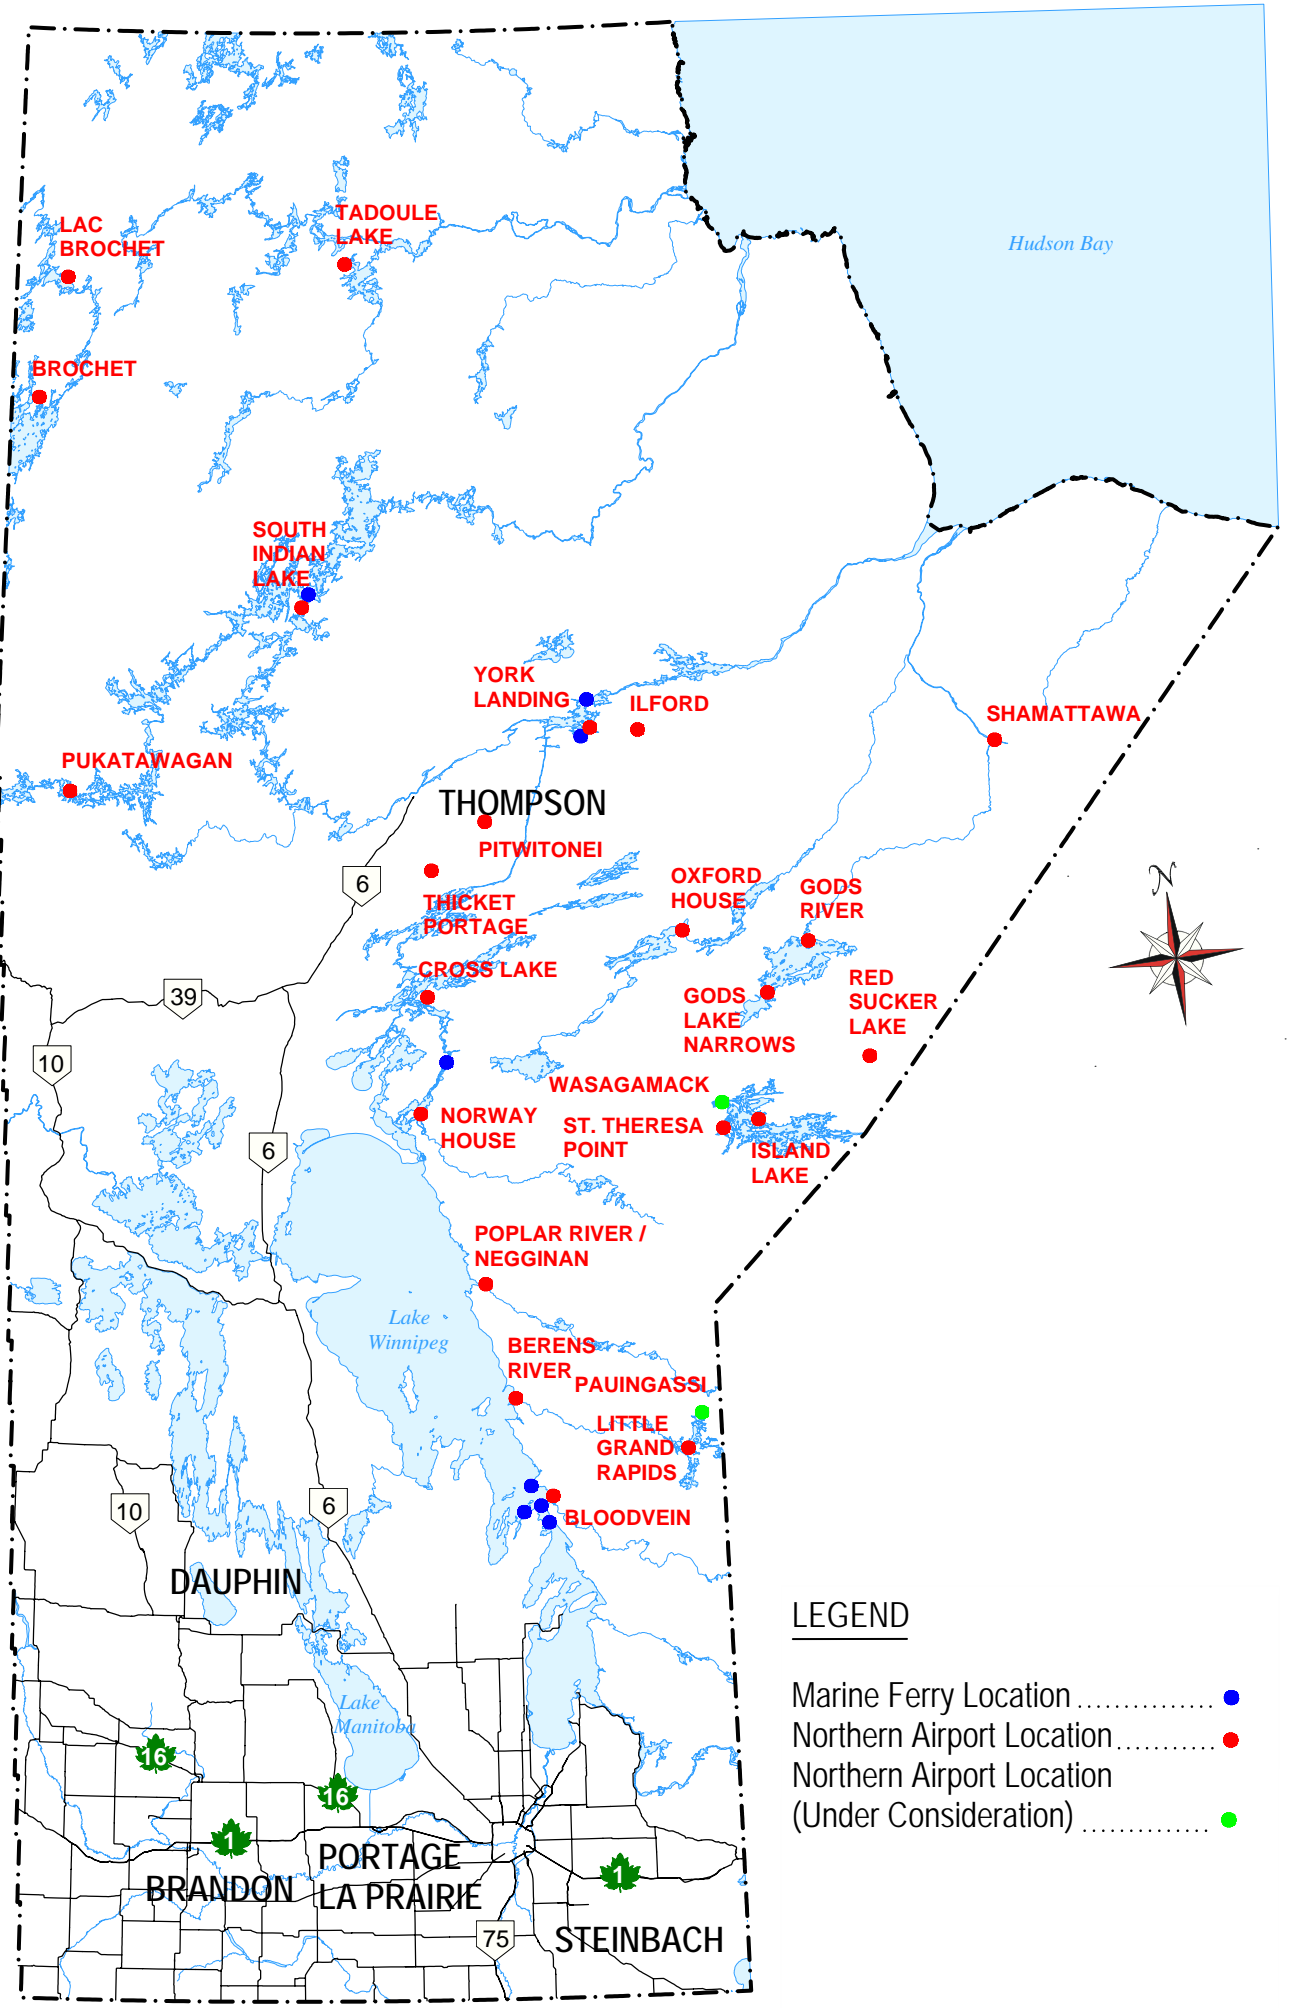 TADOULE
LAKE
LAC
BROCHET
Hudson Bay
BROCHET
SOUTH
INDIAN
LAKE
YORK
LANDING
ILFORD
SHAMATTAWA
PUKATAWAGAN
THOMPSON
PITWITONEI
6
THICKET
PORTAGE
OXFORD
HOUSE
GODS
RIVER
N
CROSS LAKE
39
GODS
LAKE
NARROWS
RED
SUCKER
LAKE
10
WASAGAMACK
NORWAY
HOUSE
ST. THERESA
POINT
6
ISLAND
LAKE
POPLAR RIVER /
NEGGINAN
Lake
Winnipeg
BERENS
RIVER
PAUINGASSI
LITTLE
GRAND
RAPIDS
10
6
BLOODVEIN
DAUPHIN
LEGEND
Marine Ferry Location ...............
Northern Airport Location...........
Northern Airport Location
(Under Consideration) ..............
Lake
Manitoba
16
16
1
PORTAGE
LA PRAIRIE
BRANDON
1
75
STEINBACH